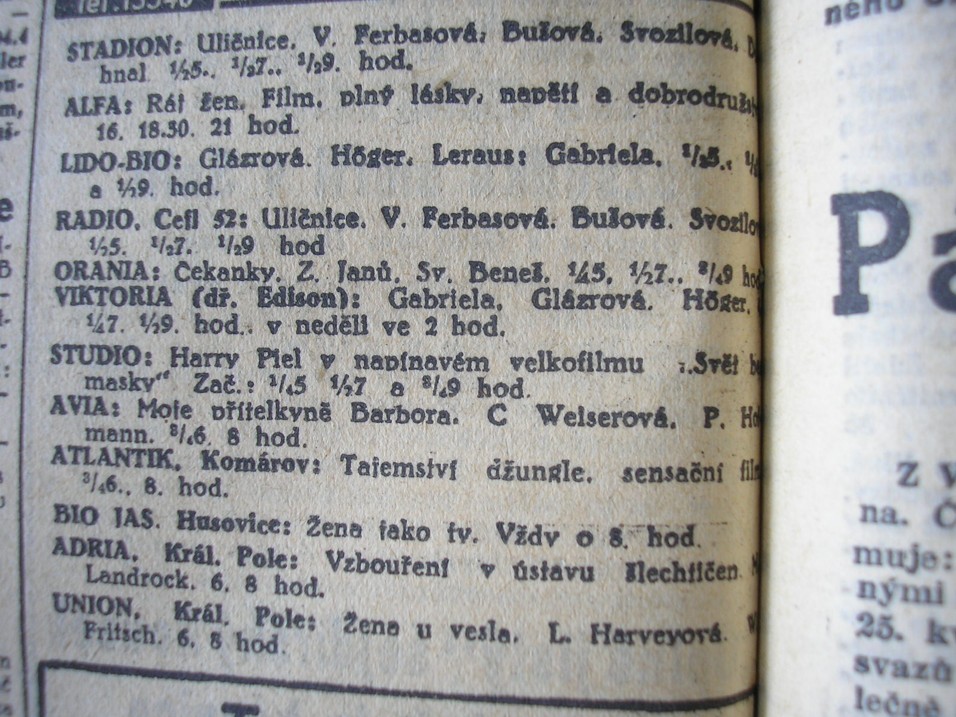 Tel. 13340
STADION: Uličnice. V. Ferbasová, Bušová, Svozilová,
hnal. ½5., ½7., ½9. hod.
ALFA: Ráj žen. Film, plný lásky, napětí a
16, 18.30, 21 hod.
LIDO-BIO: Glázrová, Höger, Leraus: Gabriela. ½5.,
a ½9. hod.
RADIO, Cejl 52: Uličnice. V. Ferbasová, Bušová,
½5. ½7. ½9 hod
ORANIA: Čekanky. Z. Janů, Sv. Beneš. ¼5, ½7., ¾9
VIKTORIA (dř. Edison): Gabriela. Glázrová, Höger,
¼7. ½9. hod., v neděli ve 2 hod.
STUDIO: Harry Piel v napínavém velkofilmu „Svět
masky“ Zač.: ¼5 ½7 a ¾9 hod.
AVIA: Moje přítelkyně Barbora. C Weiserová, P.
mann. ¾6, 8 hod.
ATLANTIK, Komárov: Tajemství džungle, sensační
¾6., 8. hod.
BIO JAS, Husovice: Žena jako ty. Vždy o 8. hod.
ADRIA, Král. Pole: Vzbouření v ústavu šlechtičen.
Landrock. 6, 8 hod.
UNION, Král. Pole: Žena u vesla. L. Harveyová,
Fritsch. 6, 8 hod.
ného
Z
na.
muje:
nými
25.
svazů
lečně